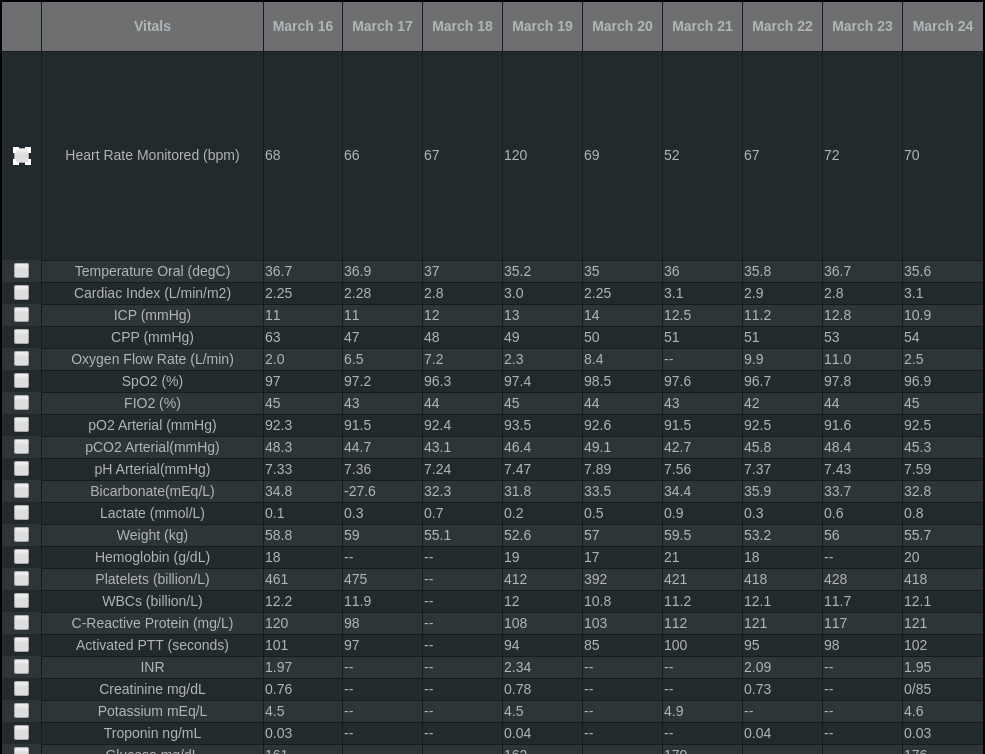 Vitals March 16 March 17 March 18 March 19 March 20 March 21 March 22 March 23 March 24
Heart Rate Monitored (bpm) 68 66 67 120 69 52 67 72 70
Temperature Oral (degC) 36.7 36.9 37 35.2 35 36 35.8 36.7 35.6
Cardiac Index (L/min/m2) 2.25 2.28 2.8 3.0 2.25 3.1 2.9 2.8 3.1
ICP (mmHg) 11 11 12 13 14 12.5 11.2 12.8 10.9
CPP (mmHg) 63 47 48 49 50 51 51 53 54
Oxygen Flow Rate (L/min) 2.0 6.5 7.2 2.3 8.4 -- 9.9 11.0 2.5
SpO2 (%) 97 97.2 96.3 97.4 98.5 97.6 96.7 97.8 96.9
FIO2 (%) 45 43 44 45 44 43 42 44 45
pO2 Arterial (mmHg) 92.3 91.5 92.4 93.5 92.6 91.5 92.5 91.6 92.5
pCO2 Arterial(mmHg) 48.3 44.7 43.1 46.4 49.1 42.7 45.8 48.4 45.3
pH Arterial(mmHg) 7.33 7.36 7.24 7.47 7.89 7.56 7.37 7.43 7.59
Bicarbonate(mEq/L) 34.8 -27.6 32.3 31.8 33.5 34.4 35.9 33.7 32.8
Lactate (mmol/L) 0.1 0.3 0.7 0.2 0.5 0.9 0.3 0.6 0.8
Weight (kg) 58.8 59 55.1 52.6 57 59.5 53.2 56 55.7
Hemoglobin (g/dL) 18 -- -- 19 17 21 18 -- 20
Platelets (billion/L) 461 475 -- 412 392 421 418 428 418
WBCs (billion/L) 12.2 11.9 -- 12 10.8 11.2 12.1 11.7 12.1
C-Reactive Protein (mg/L) 120 98 -- 108 103 112 121 117 121
Activated PTT (seconds) 101 97 -- 94 85 100 95 98 102
INR 1.97 -- -- 2.34 -- -- 2.09 -- 1.95
Creatinine mg/dL 0.76 -- -- 0.78 -- -- 0.73 -- 0/85
Potassium mEq/L 4.5 -- -- 4.5 -- 4.9 -- -- 4.6
Troponin ng/mL 0.03 -- -- 0.04 -- -- 0.04 -- 0.03
Glucose mg/dL 161